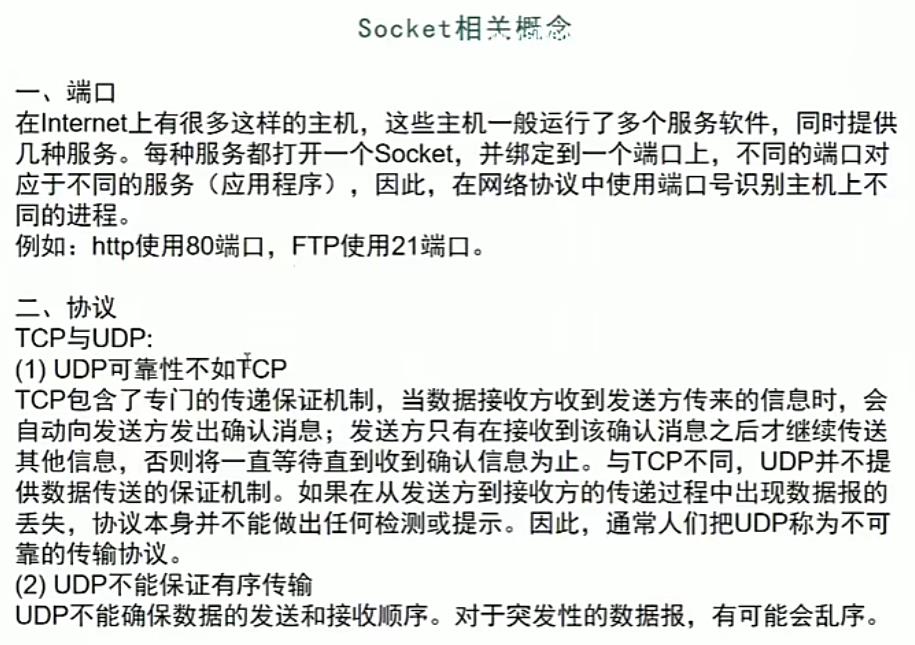 Socket相关概念
一、端口
在Internet上有很多这样的主机，这些主机一般运行了多个服务软件，同时提供
几种服务。每种服务都打开一个Socket，并绑定到一个端口上，不同的端口对
应于不同的服务（应用程序），因此，在网络协议中使用端口号识别主机上不
同的进程。
例如：http使用80端口，FTP使用21端口。
二、协议
TCP与UDP:
(1) UDP可靠性不如TCP
TCP包含了专门的传递保证机制，当数据接收方收到发送方传来的信息时，会
自动向发送方发出确认消息；发送方只有在接收到该确认消息之后才继续传送
其他信息，否则将一直等待直到收到确认信息为止。与TCP不同，UDP并不提
供数据传送的保证机制。如果在从发送方到接收方的传递过程中出现数据报的
丢失，协议本身并不能做出任何检测或提示。因此，通常人们把UDP称为不可
靠的传输协议。
(2) UDP不能保证有序传输
UDP不能确保数据的发送和接收顺序。对于突发性的数据报，有可能会乱序。